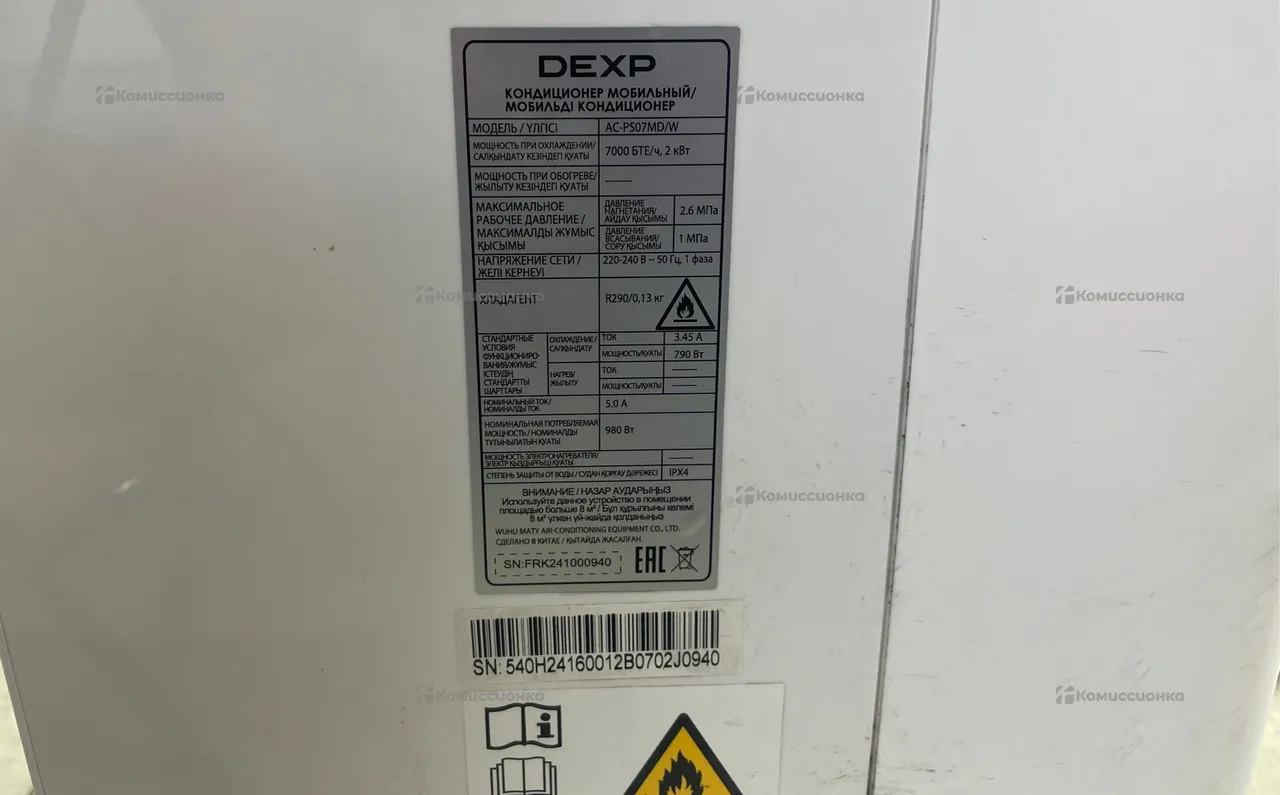 DEXP
КОНДИЦИОНЕР МОБИЛЬНЫЙ/
МОБИЛЬДІ КОНДИЦИОНЕР
МОДЕЛЬ / ҮЛГІСІ AC-PS07MD/W
МОЩНОСТЬ ПРИ ОХЛАЖДЕНИИ/
САЛҚЫНДАТУ КЕЗІНДЕГІ ҚУАТЫ
7000 БТЕ/ч, 2 кВт
МОЩНОСТЬ ПРИ ОБОГРЕВЕ/
ЖЫЛЫТУ КЕЗІНДЕГІ ҚУАТЫ
——
МАКСИМАЛЬНОЕ
РАБОЧЕЕ ДАВЛЕНИЕ /
МАКСИМАЛДЫ ЖҰМЫС
ҚЫСЫМЫ
ДАВЛЕНИЕ
НАГНЕТАНИЯ/
АЙДАУ ҚЫСЫМЫ
2.6 МПа
ДАВЛЕНИЕ
ВСАСЫВАНИЯ/
СОРУ ҚЫСЫМЫ
1 МПа
НАПРЯЖЕНИЕ СЕТИ /
ЖЕЛІ КЕРНЕУІ
220-240 В ~ 50 Гц, 1 фаза
ХЛАДАГЕНТ
R290/0,13 кг
СТАНДАРТНЫЕ
УСЛОВИЯ
ФУНКЦИОНИРО-
ВАНИЯ/ЖҰМЫС
ІСТЕУДІҢ
СТАНДАРТТЫ
ШАРТТАРЫ
ОХЛАЖДЕНИЕ/
САЛҚЫНДАТУ
ТОК 3.45 А
МОЩНОСТЬ/ҚУАТЫ 790 Вт
НАГРЕВ/
ЖЫЛЫТУ
ТОК ——
МОЩНОСТЬ/ҚУАТЫ ——
НОМИНАЛЬНЫЙ ТОК/
НОМИНАЛДЫ ТОК
5.0 А
НОМИНАЛЬНАЯ ПОТРЕБЛЯЕМАЯ
МОЩНОСТЬ / НОМИНАЛДЫ
ТҰТЫНЫЛАТЫН ҚУАТЫ
980 Вт
МОЩНОСТЬ ЭЛЕКТРОНАГРЕВАТЕЛЯ/
ЭЛЕКТР ҚЫЗДЫРҒЫШ ҚУАТЫ
——
СТЕПЕНЬ ЗАЩИТЫ ОТ ВОДЫ / СУДАН ҚОРҒАУ ДӘРЕЖЕСІ IPX4
ВНИМАНИЕ / НАЗАР АУДАРЫҢЫЗ
Используйте данное устройство в помещении
площадью больше 8 м² / Бұл құрылғыны көлемі
8 м² үлкен үй-жайда қолданыңыз
WUHU MATY AIR-CONDITIONING EQUIPMENT CO., LTD.
СДЕЛАНО В КИТАЕ / ҚЫТАЙДА ЖАСАЛҒАН.
SN:FRK241000940
EAC
SN: 540H24160012B0702J0940
Комиссионка
Комиссионка
Комиссионка
Комиссионка
Комиссионка
Комиссионка
Комиссионка